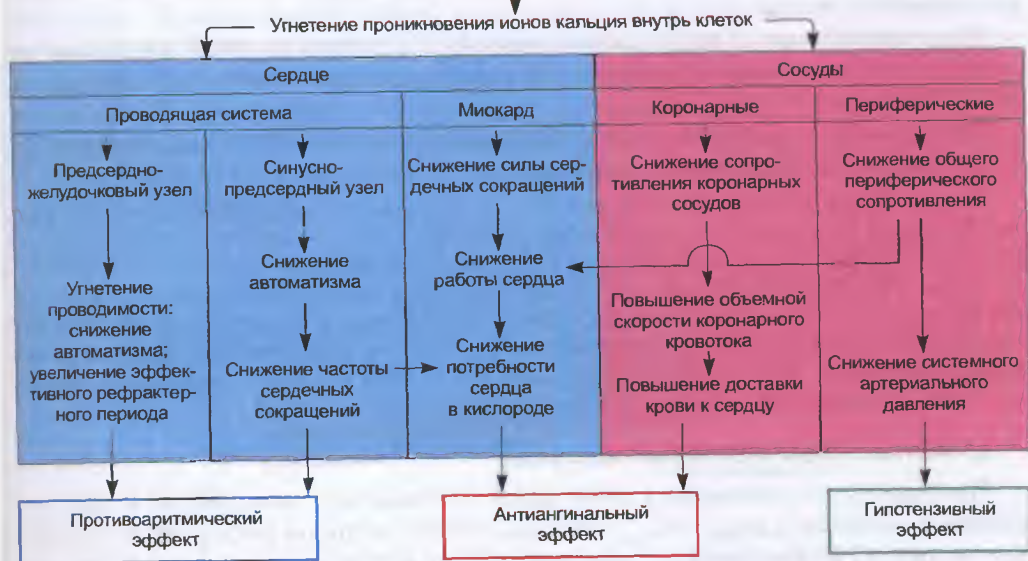 Угнетение проникновения ионов кальция внутрь клеток
Сердце
Сосуды
Проводящая система
Миокард
Коронарные
Периферические
Предсердно-
желудочковый узел
Угнетение
проводимости:
снижение
автоматизма;
увеличение эффек-
тивного рефрактер-
ного периода
Синусно-
предсердный узел
Снижение
автоматизма
Снижение частоты
сердечных
сокращений
Снижение силы сер-
дечных сокращений
Снижение
работы сердца
Снижение
потребности
сердца
в кислороде
Снижение сопро-
тивления коронарных
сосудов
Повышение объемной
скорости коронарного
кровотока
Повышение доставки
крови к сердцу
Снижение общего
периферического
сопротивления
Снижение системного
артериального
давления
Противоаритмический
эффект
Антиангинальный
эффект
Гипотензивный
эффект